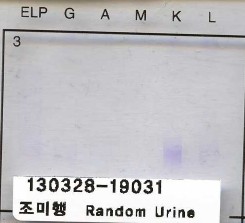 ELP G A M K L
3
130328-19031
조미행 Random Urine